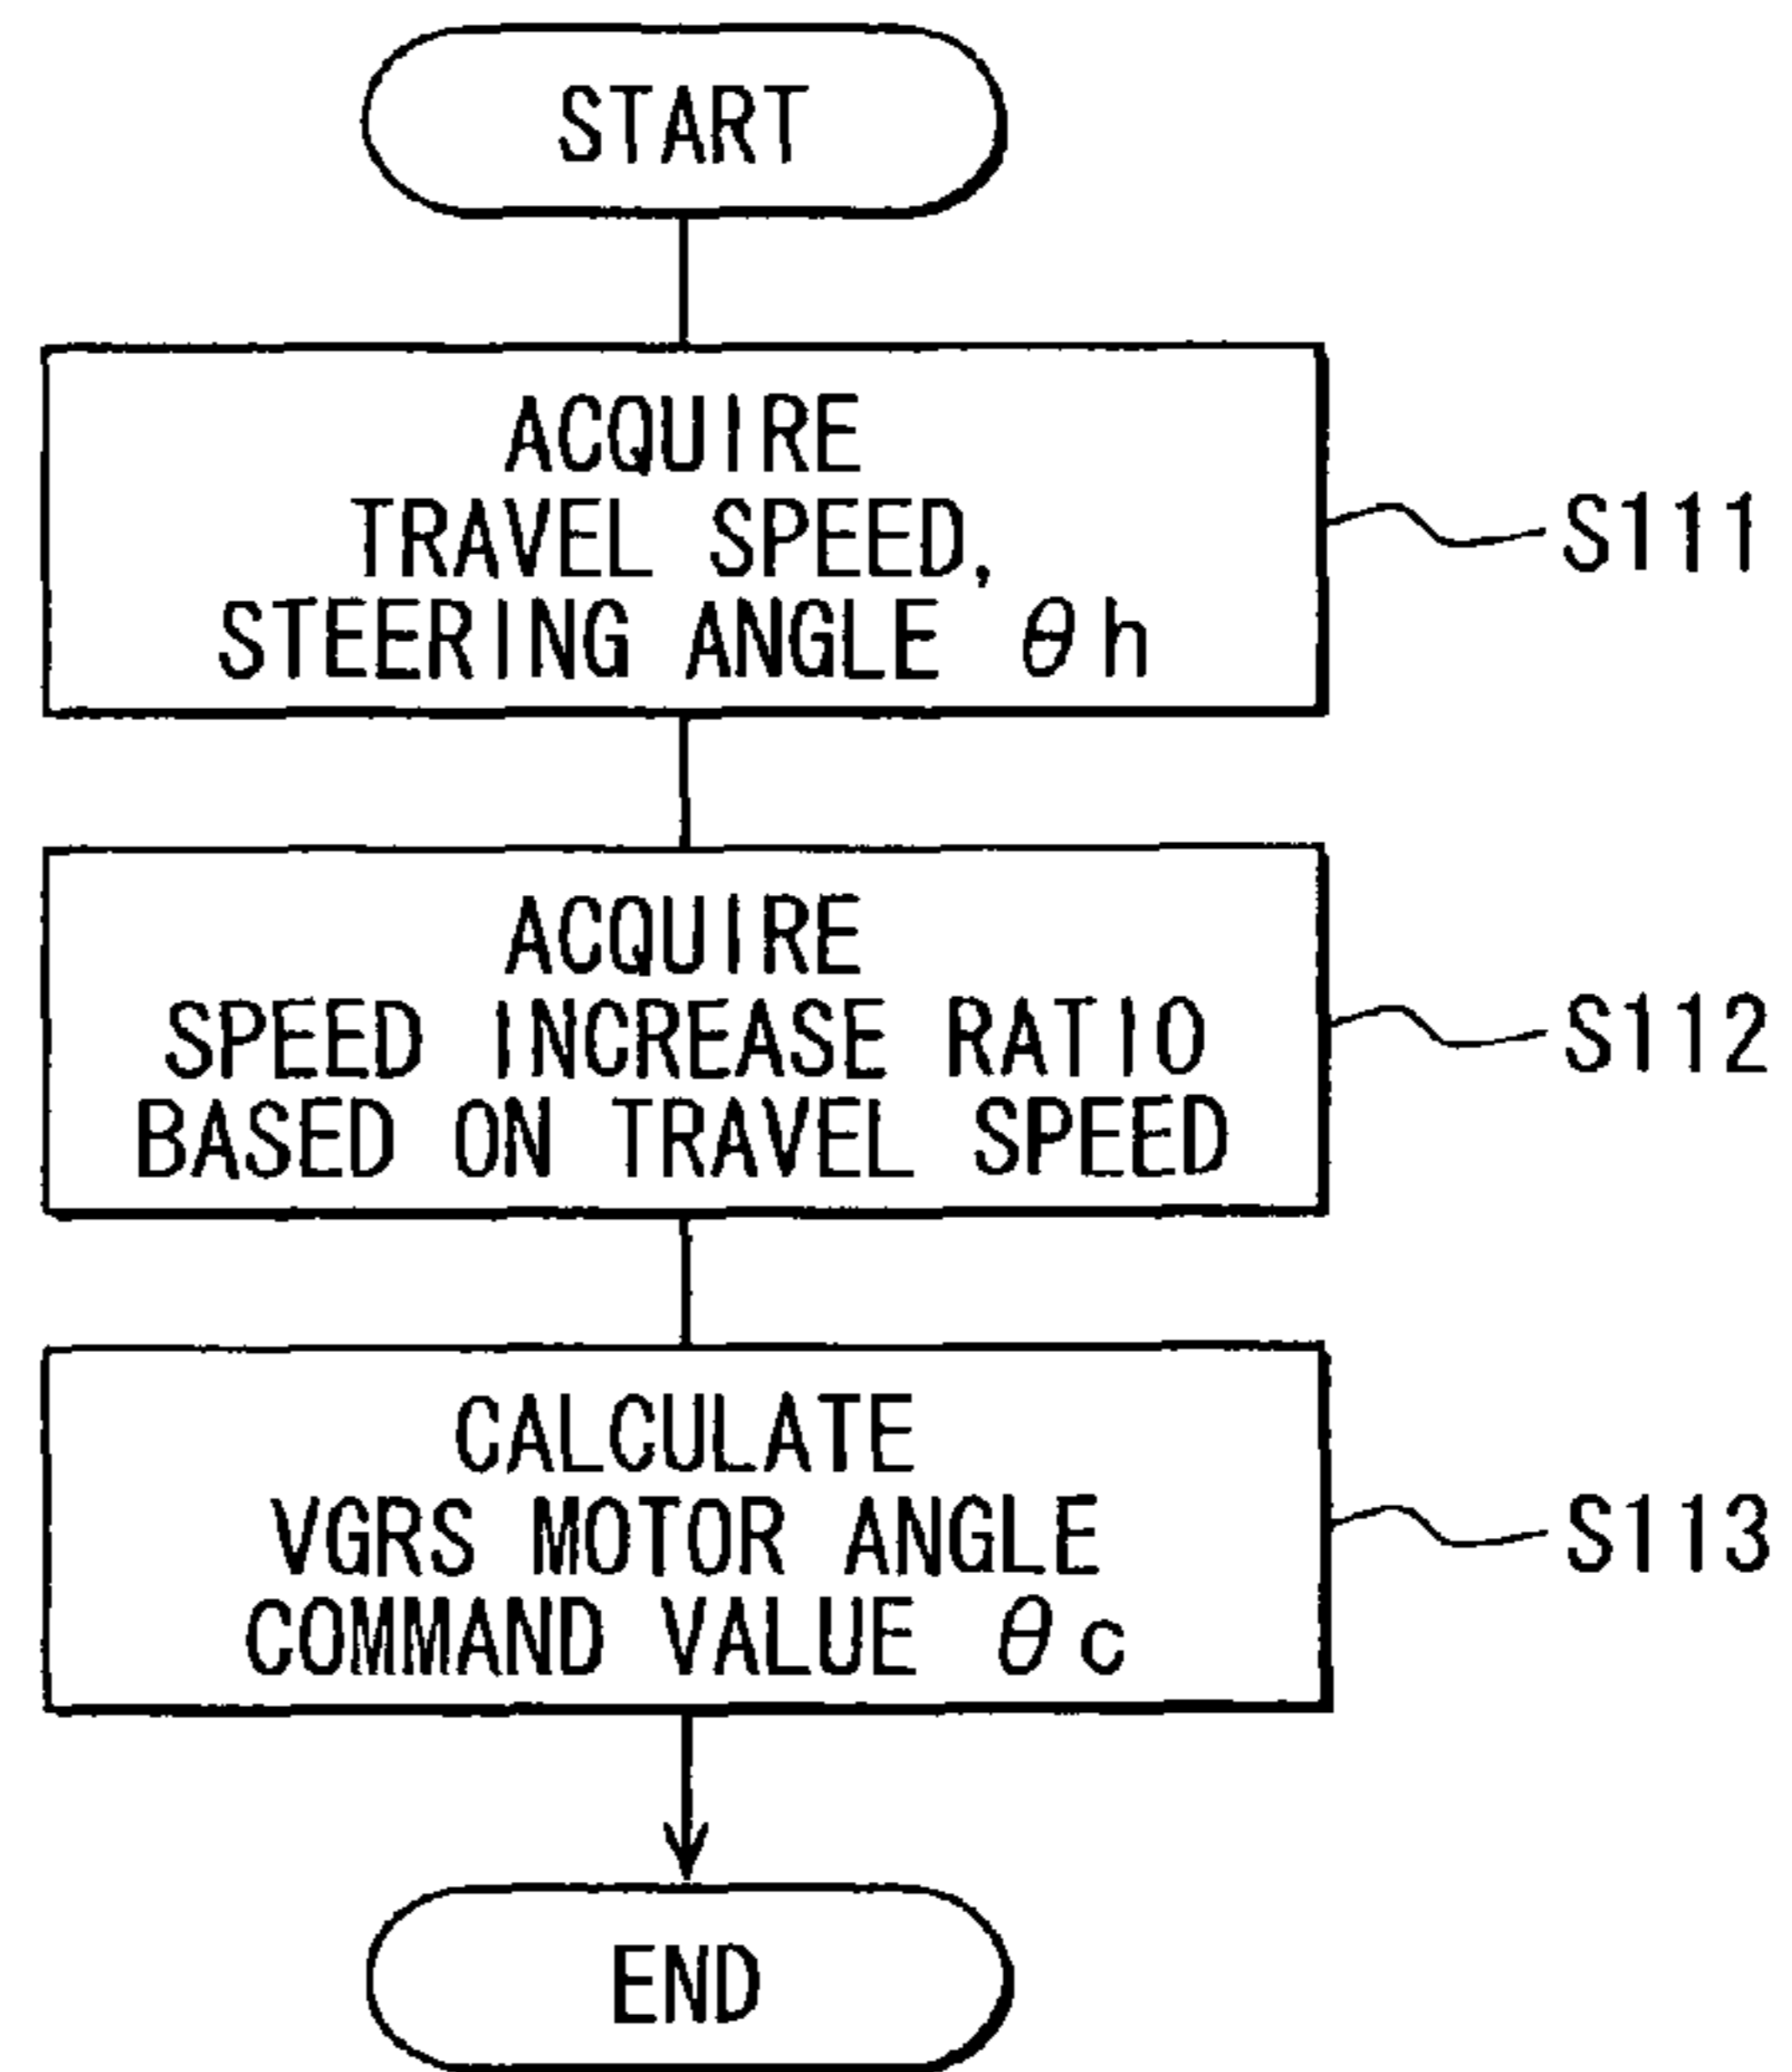 START
ACQUIRE
TRAVEL SPEED,
STEERING ANGLE θh
S111
ACQUIRE
SPEED INCREASE RATIO
BASED ON TRAVEL SPEED
S112
CALCULATE
VGRS MOTOR ANGLE
COMMAND VALUE θc
S113
END